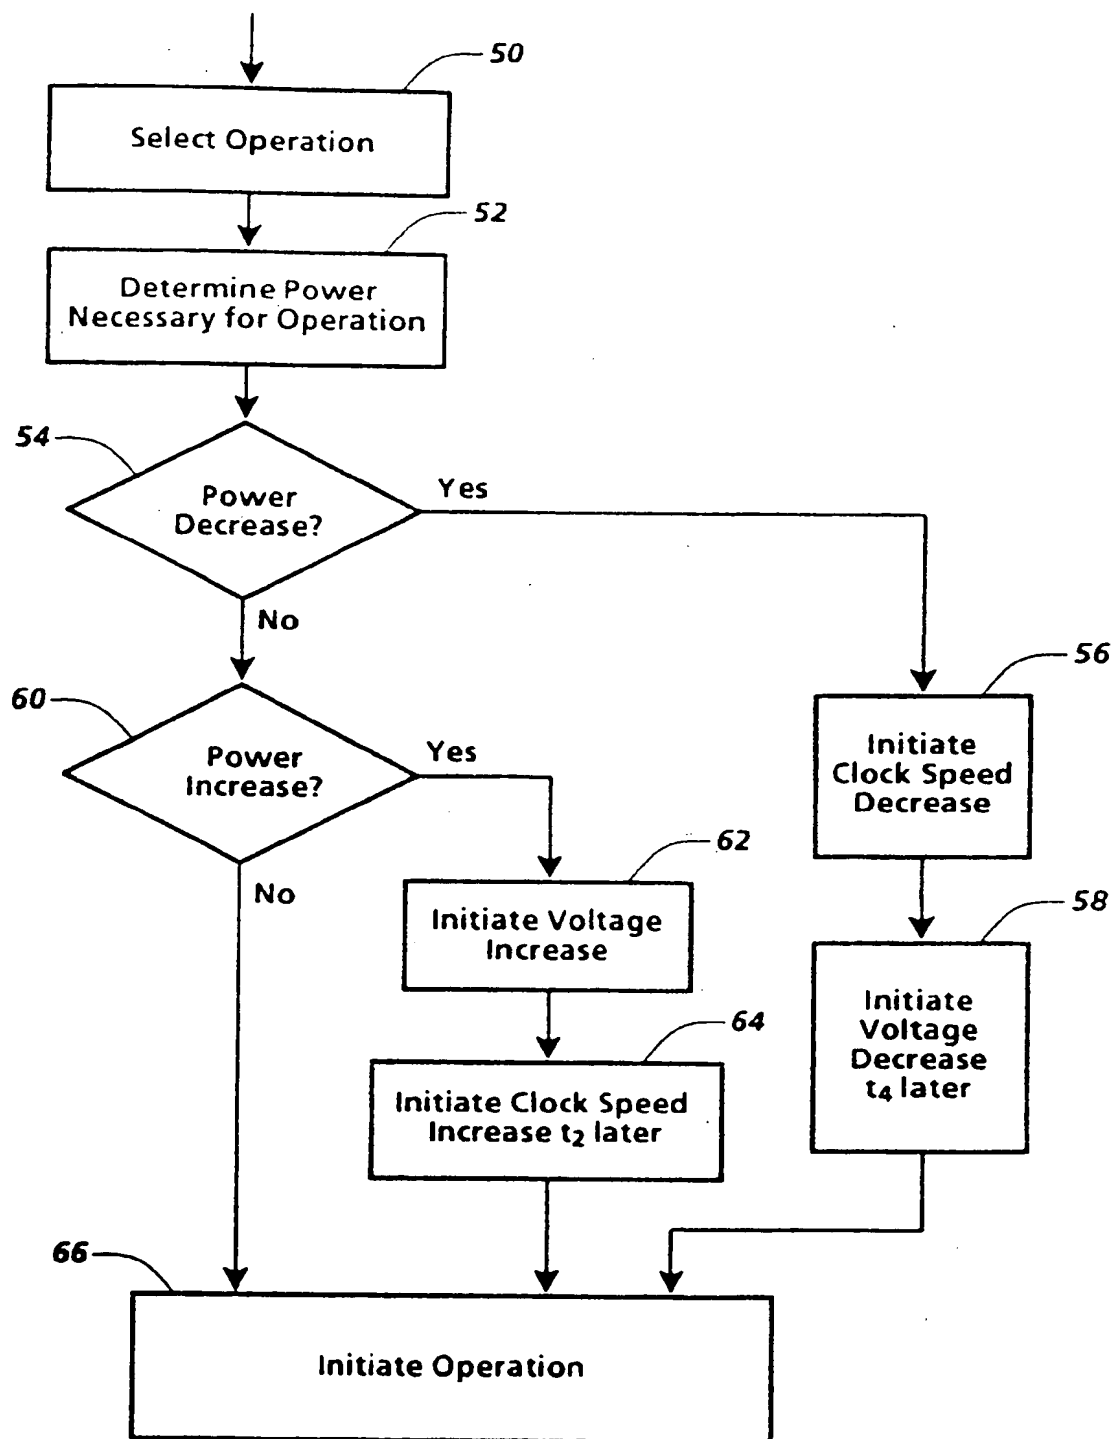 50
Select Operation
52
Determine Power
Necessary for Operation
54
Power
Decrease?
Yes
No
60
Power
Increase?
Yes
No
56
Initiate
Clock Speed
Decrease
62
Initiate Voltage
Increase
58
Initiate
Voltage
Decrease
t4 later
64
Initiate Clock Speed
Increase t2 later
66
Initiate Operation